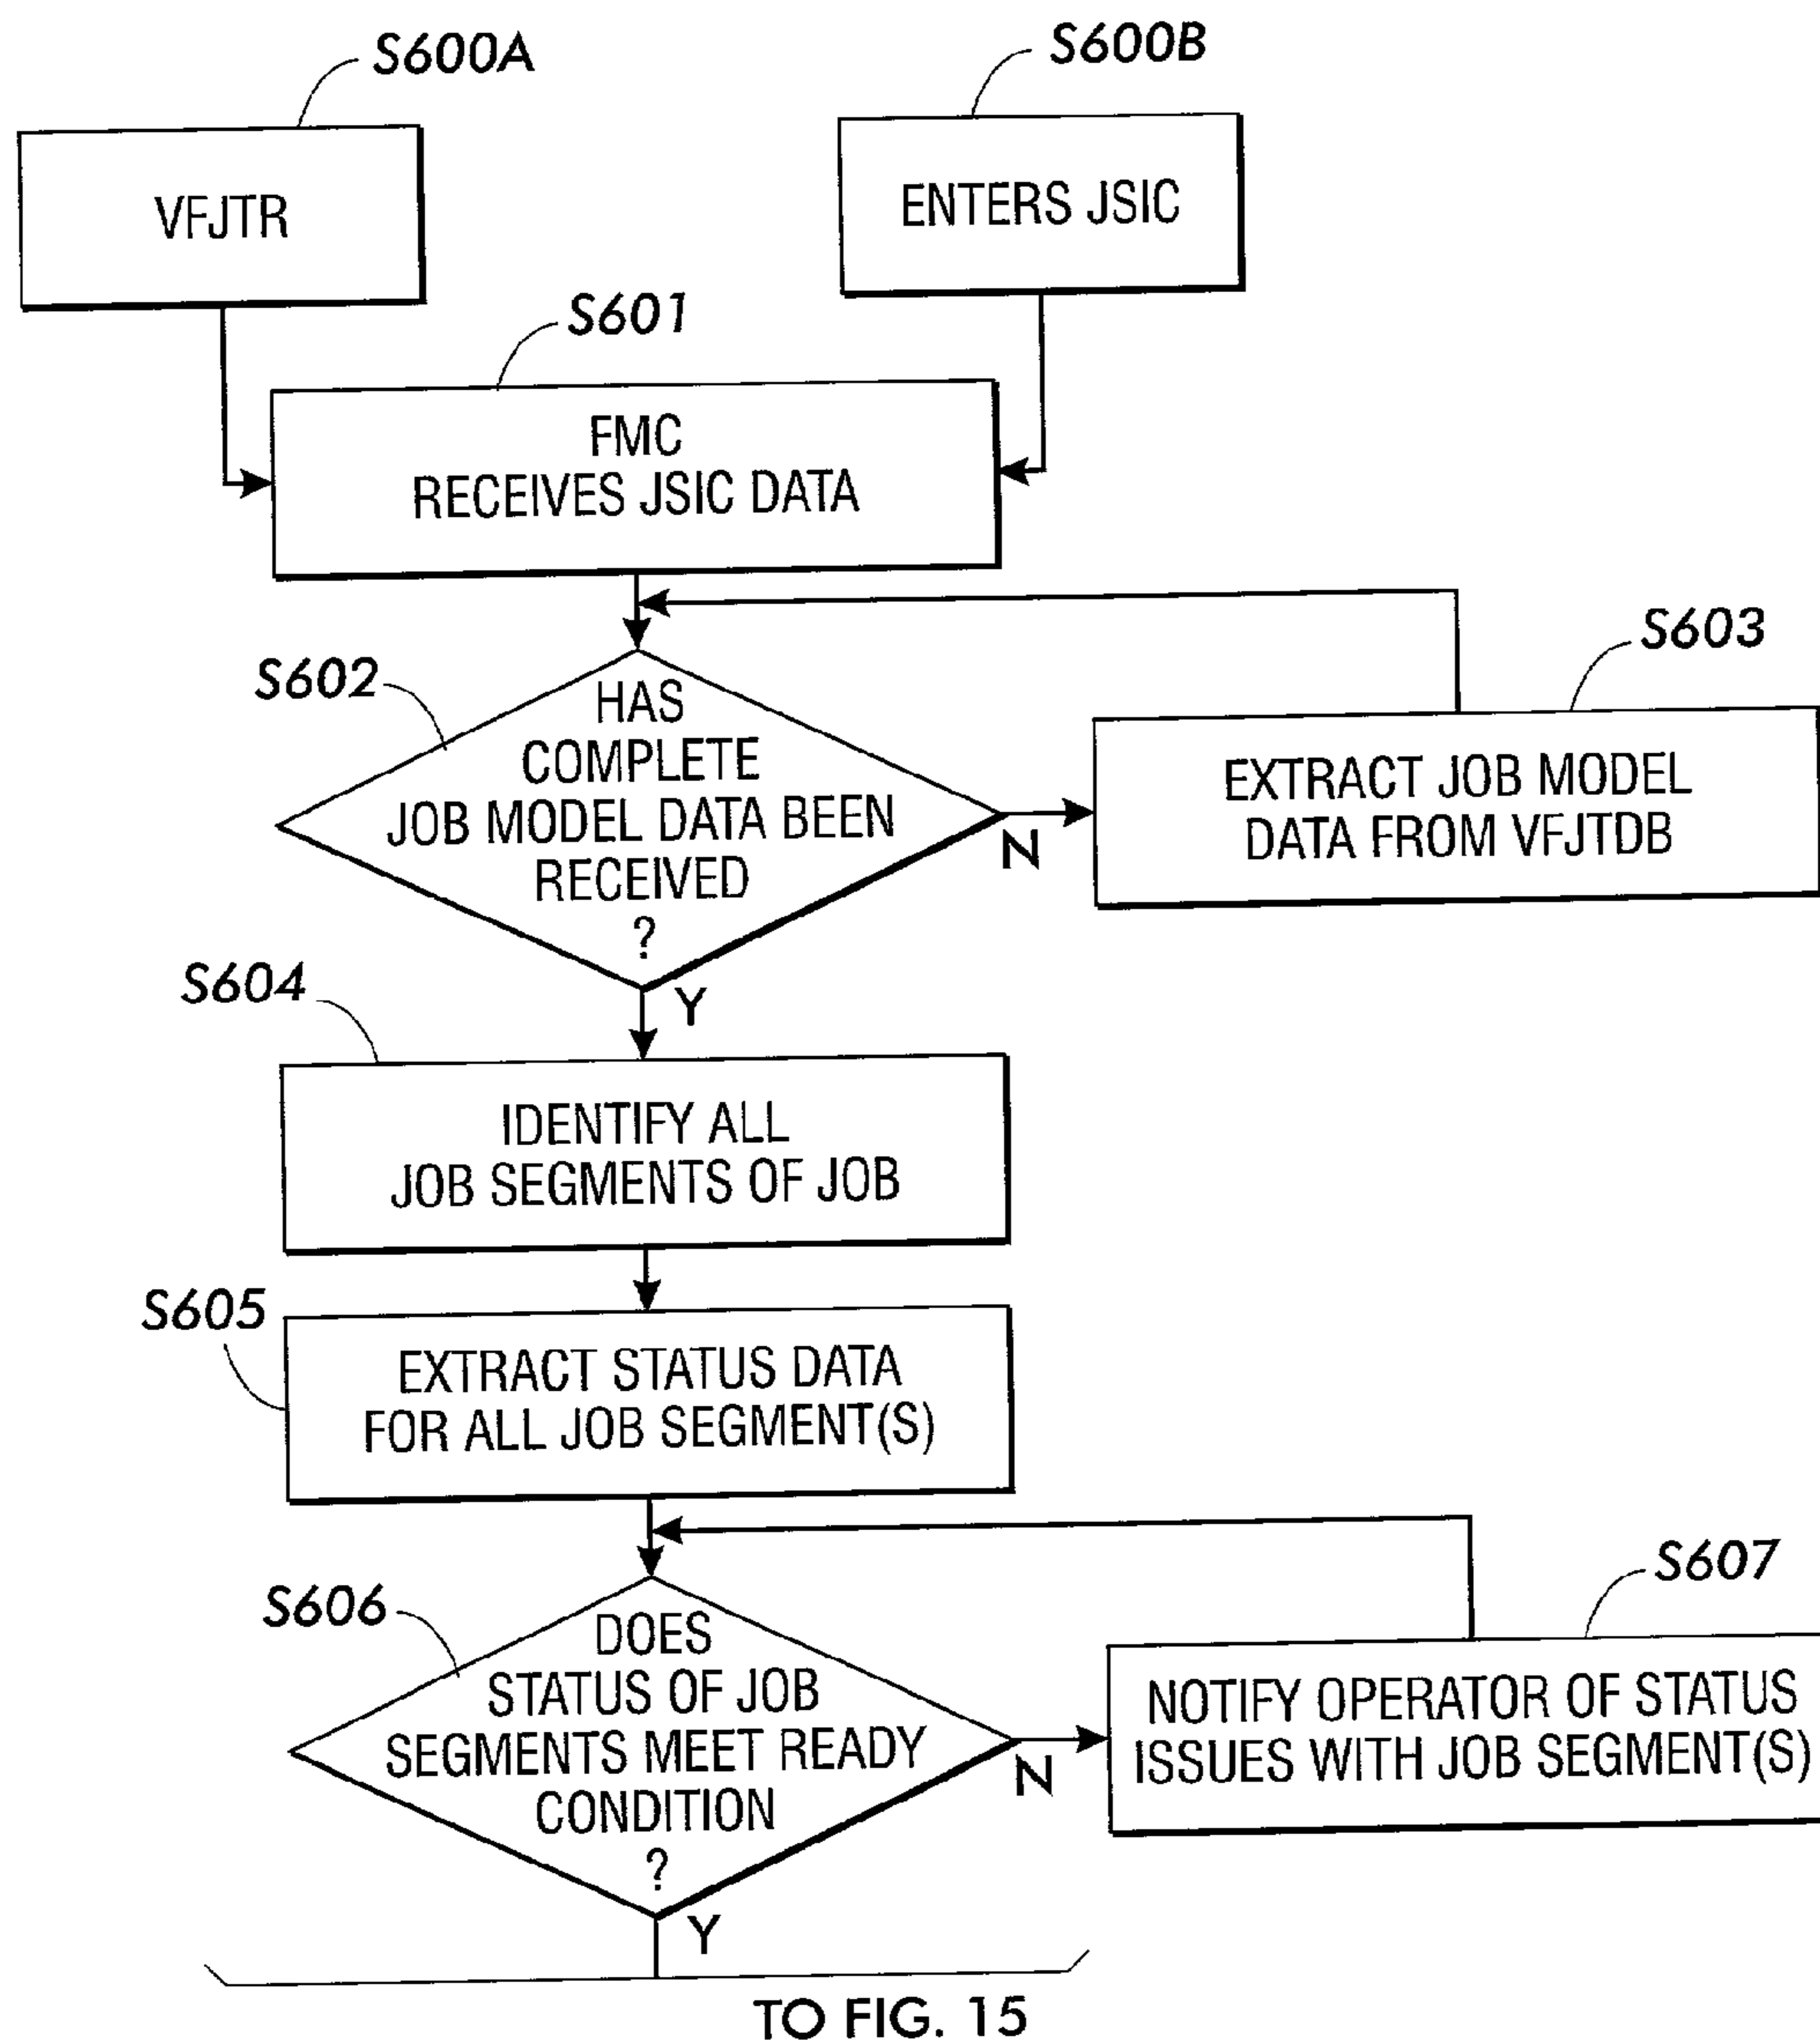 S600A
S600B
VFJTR
ENTERS JSIC
S601
FMC
RECEIVES JSIC DATA
S602
S603
HAS
COMPLETE
JOB MODEL DATA BEEN
RECEIVED
?
N
EXTRACT JOB MODEL
DATA FROM VFJTDB
Y
S604
IDENTIFY ALL
JOB SEGMENTS OF JOB
S605
EXTRACT STATUS DATA
FOR ALL JOB SEGMENT(S)
S606
S607
DOES
STATUS OF JOB
SEGMENTS MEET READY
CONDITION
?
N
NOTIFY OPERATOR OF STATUS
ISSUES WITH JOB SEGMENT(S)
Y
TO FIG. 15